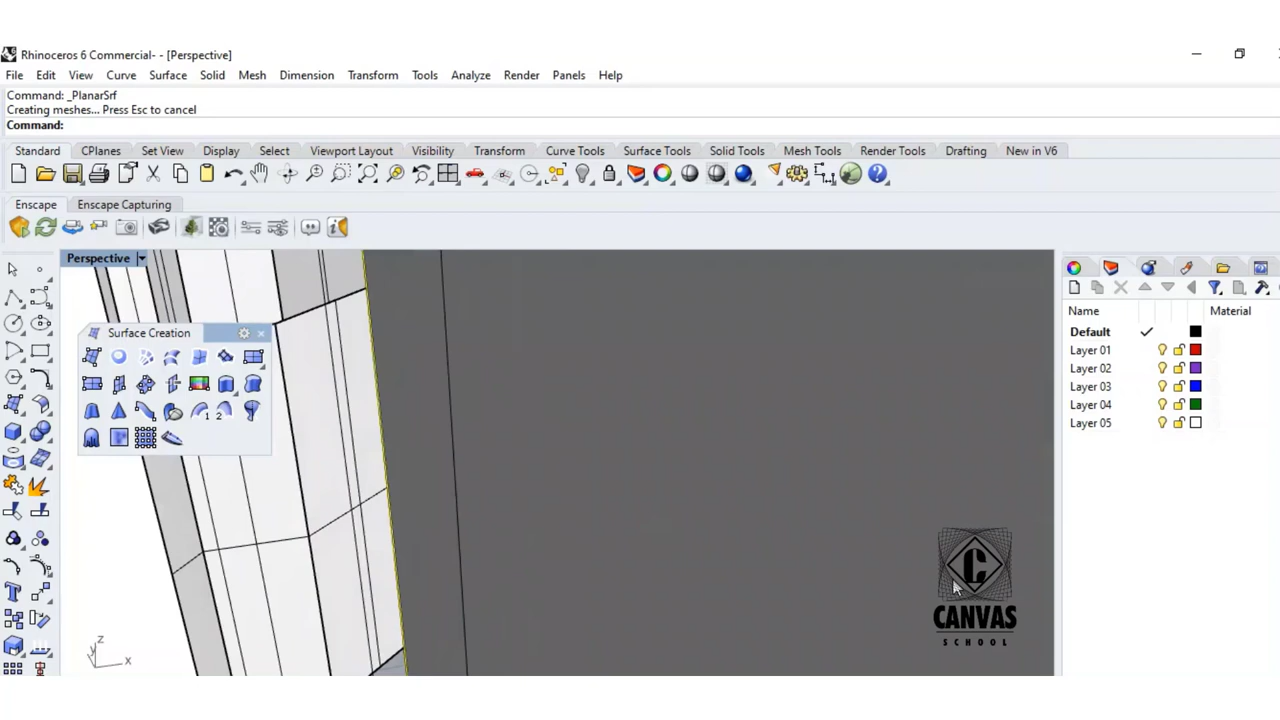 Rhinoceros 6 Commercial- - [Perspective]
File Edit View Curve Surface Solid Mesh Dimension Transform Tools Analyze Render Panels Help
Command: _PlanarSrf
Creating meshes... Press Esc to cancel
Command:
Standard CPlanes Set View Display Select Viewport Layout Visibility Transform Curve Tools Surface Tools Solid Tools Mesh Tools Render Tools Drafting New in V6
Enscape Enscape Capturing
Perspective
Surface Creation
1 2
Name Material
Default
Layer 01
Layer 02
Layer 03
Layer 04
Layer 05
C
CANVAS
SCHOOL
z
y
x